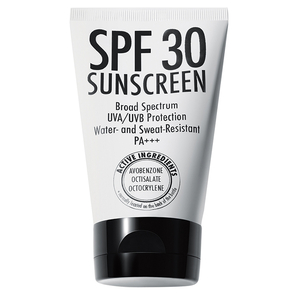 SPF 30
SUNSCREEN
Broad Spectrum
UVA/UVB Protection
Water- and Sweat-Resistant
PA+++
ACTIVE INGREDIENTS
AVOBENZONE
OCTISALATE
OCTOCRYLENE